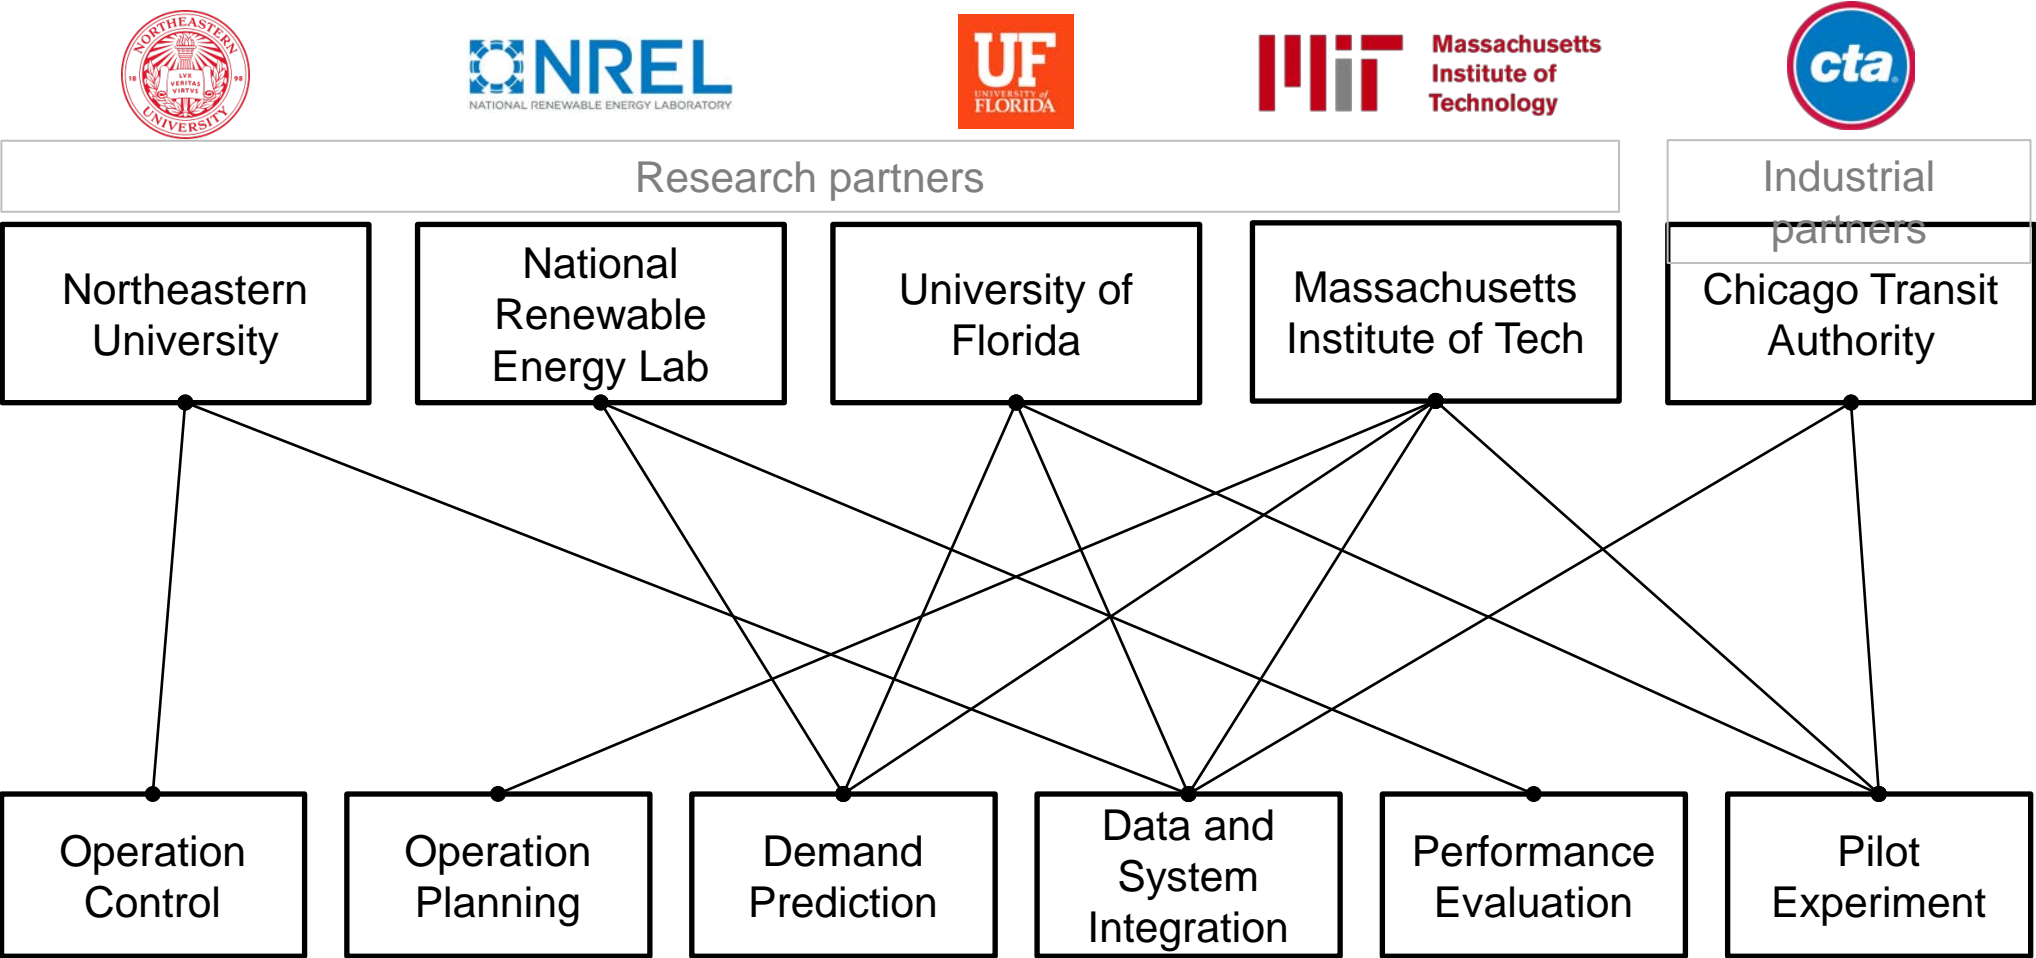 NORTHEASTERN
UNIVERSITY
18 98
LVX
VERITAS
VIRTVS
NREL
NATIONAL RENEWABLE ENERGY LABORATORY
UF
UNIVERSITY of
FLORIDA
MIT
Massachusetts
Institute of
Technology
cta
Research partners
Industrial
partners
Northeastern
University
National
Renewable
Energy Lab
University of
Florida
Massachusetts
Institute of Tech
Chicago Transit
Authority
Operation
Control
Operation
Planning
Demand
Prediction
Data and
System
Integration
Performance
Evaluation
Pilot
Experiment